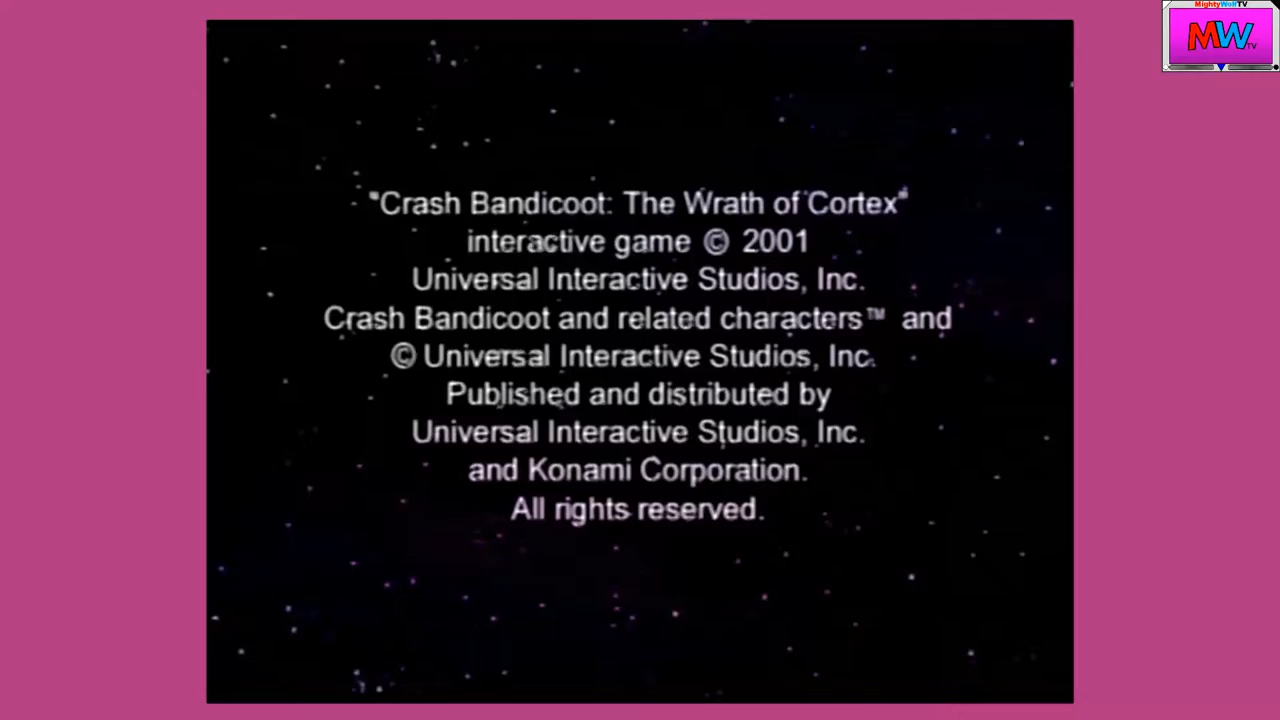 MightyWolfTV
MW
TV
"Crash Bandicoot: The Wrath of Cortex"
interactive game © 2001
Universal Interactive Studios, Inc.
Crash Bandicoot and related characters™ and
© Universal Interactive Studios, Inc.
Published and distributed by
Universal Interactive Studios, Inc.
and Konami Corporation.
All rights reserved.